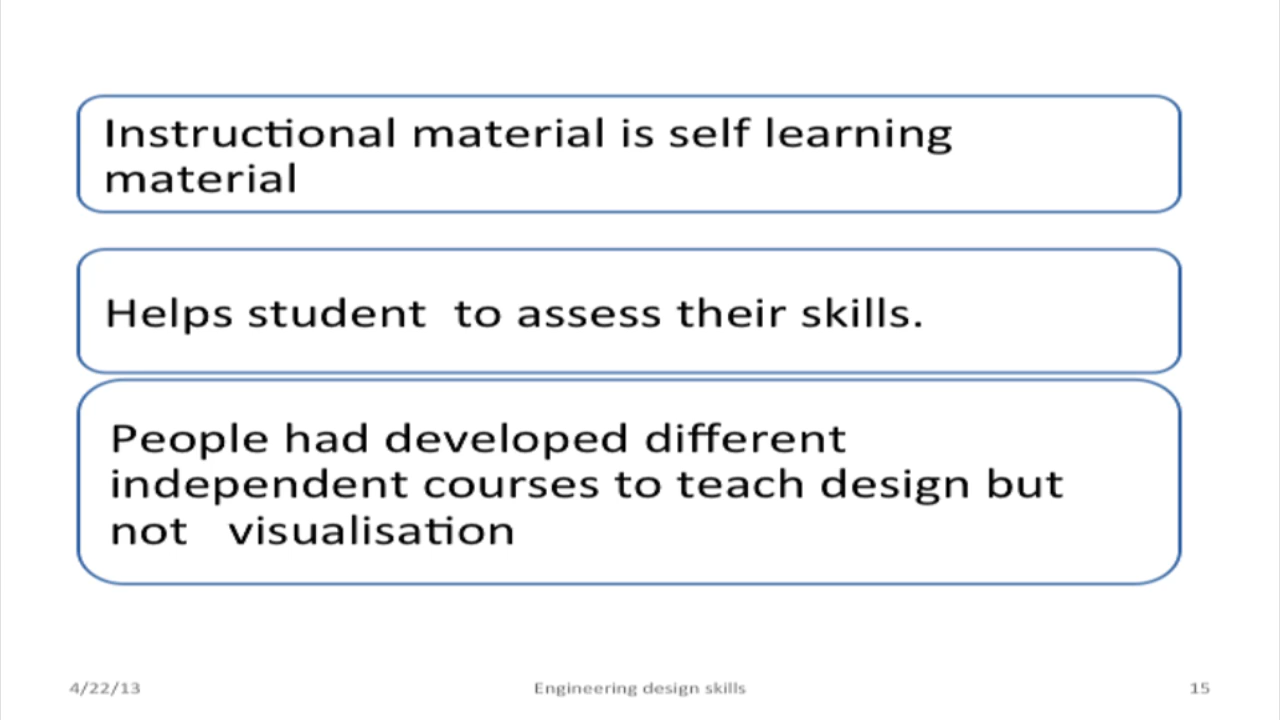 Instructional material is self learning
material
Helps student  to assess their skills.
People had developed different
independent courses to teach design but
not   visualisation
4/22/13
Engineering design skills
15